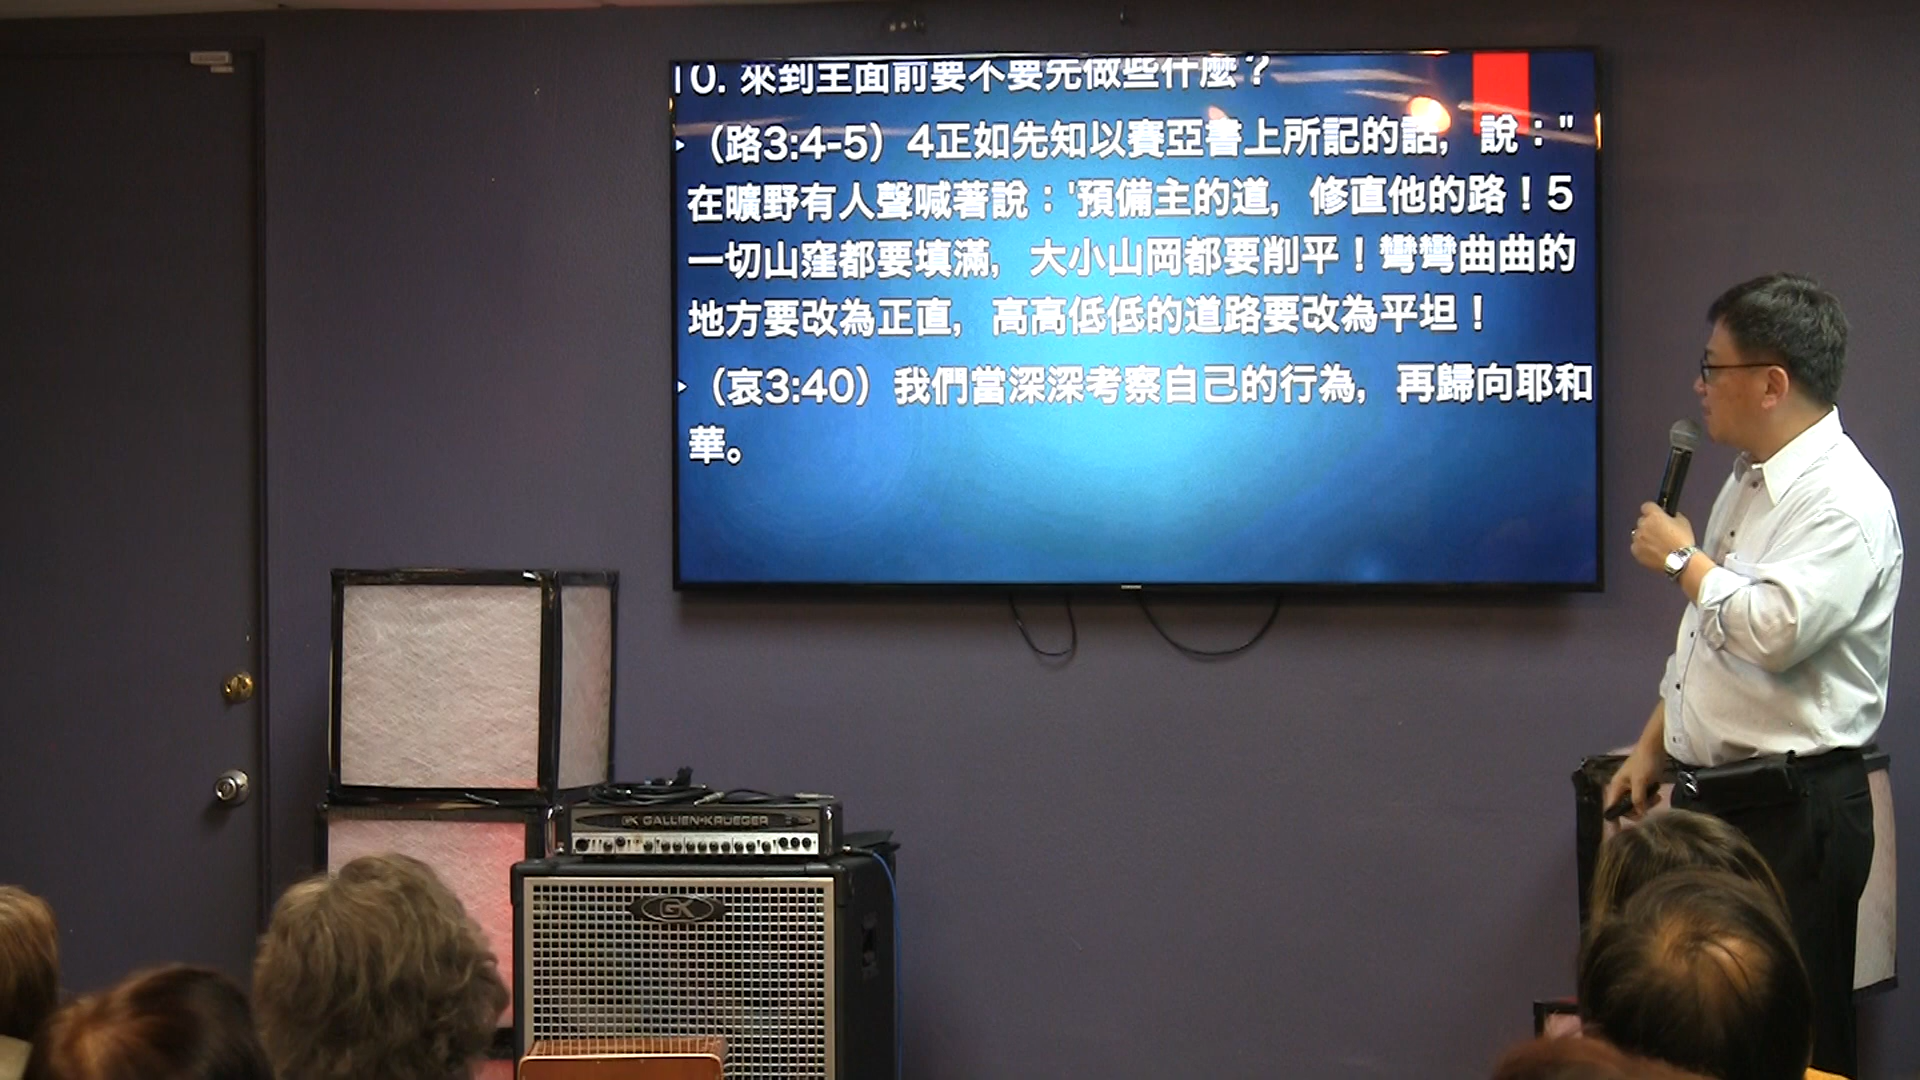 10. 來到主面前要不要先做些什麼？
（路3:4-5）4正如先知以賽亞書上所記的話，說："
在曠野有人聲喊著說：'預備主的道，修直他的路！5
一切山窪都要填滿，大小山岡都要削平！彎彎曲曲的
地方要改為正直，高高低低的道路要改為平坦！
（哀3:40）我們當深深考察自己的行為，再歸向耶和
華。
SAMSUNG
GK GALLIEN-KRUEGER
GK